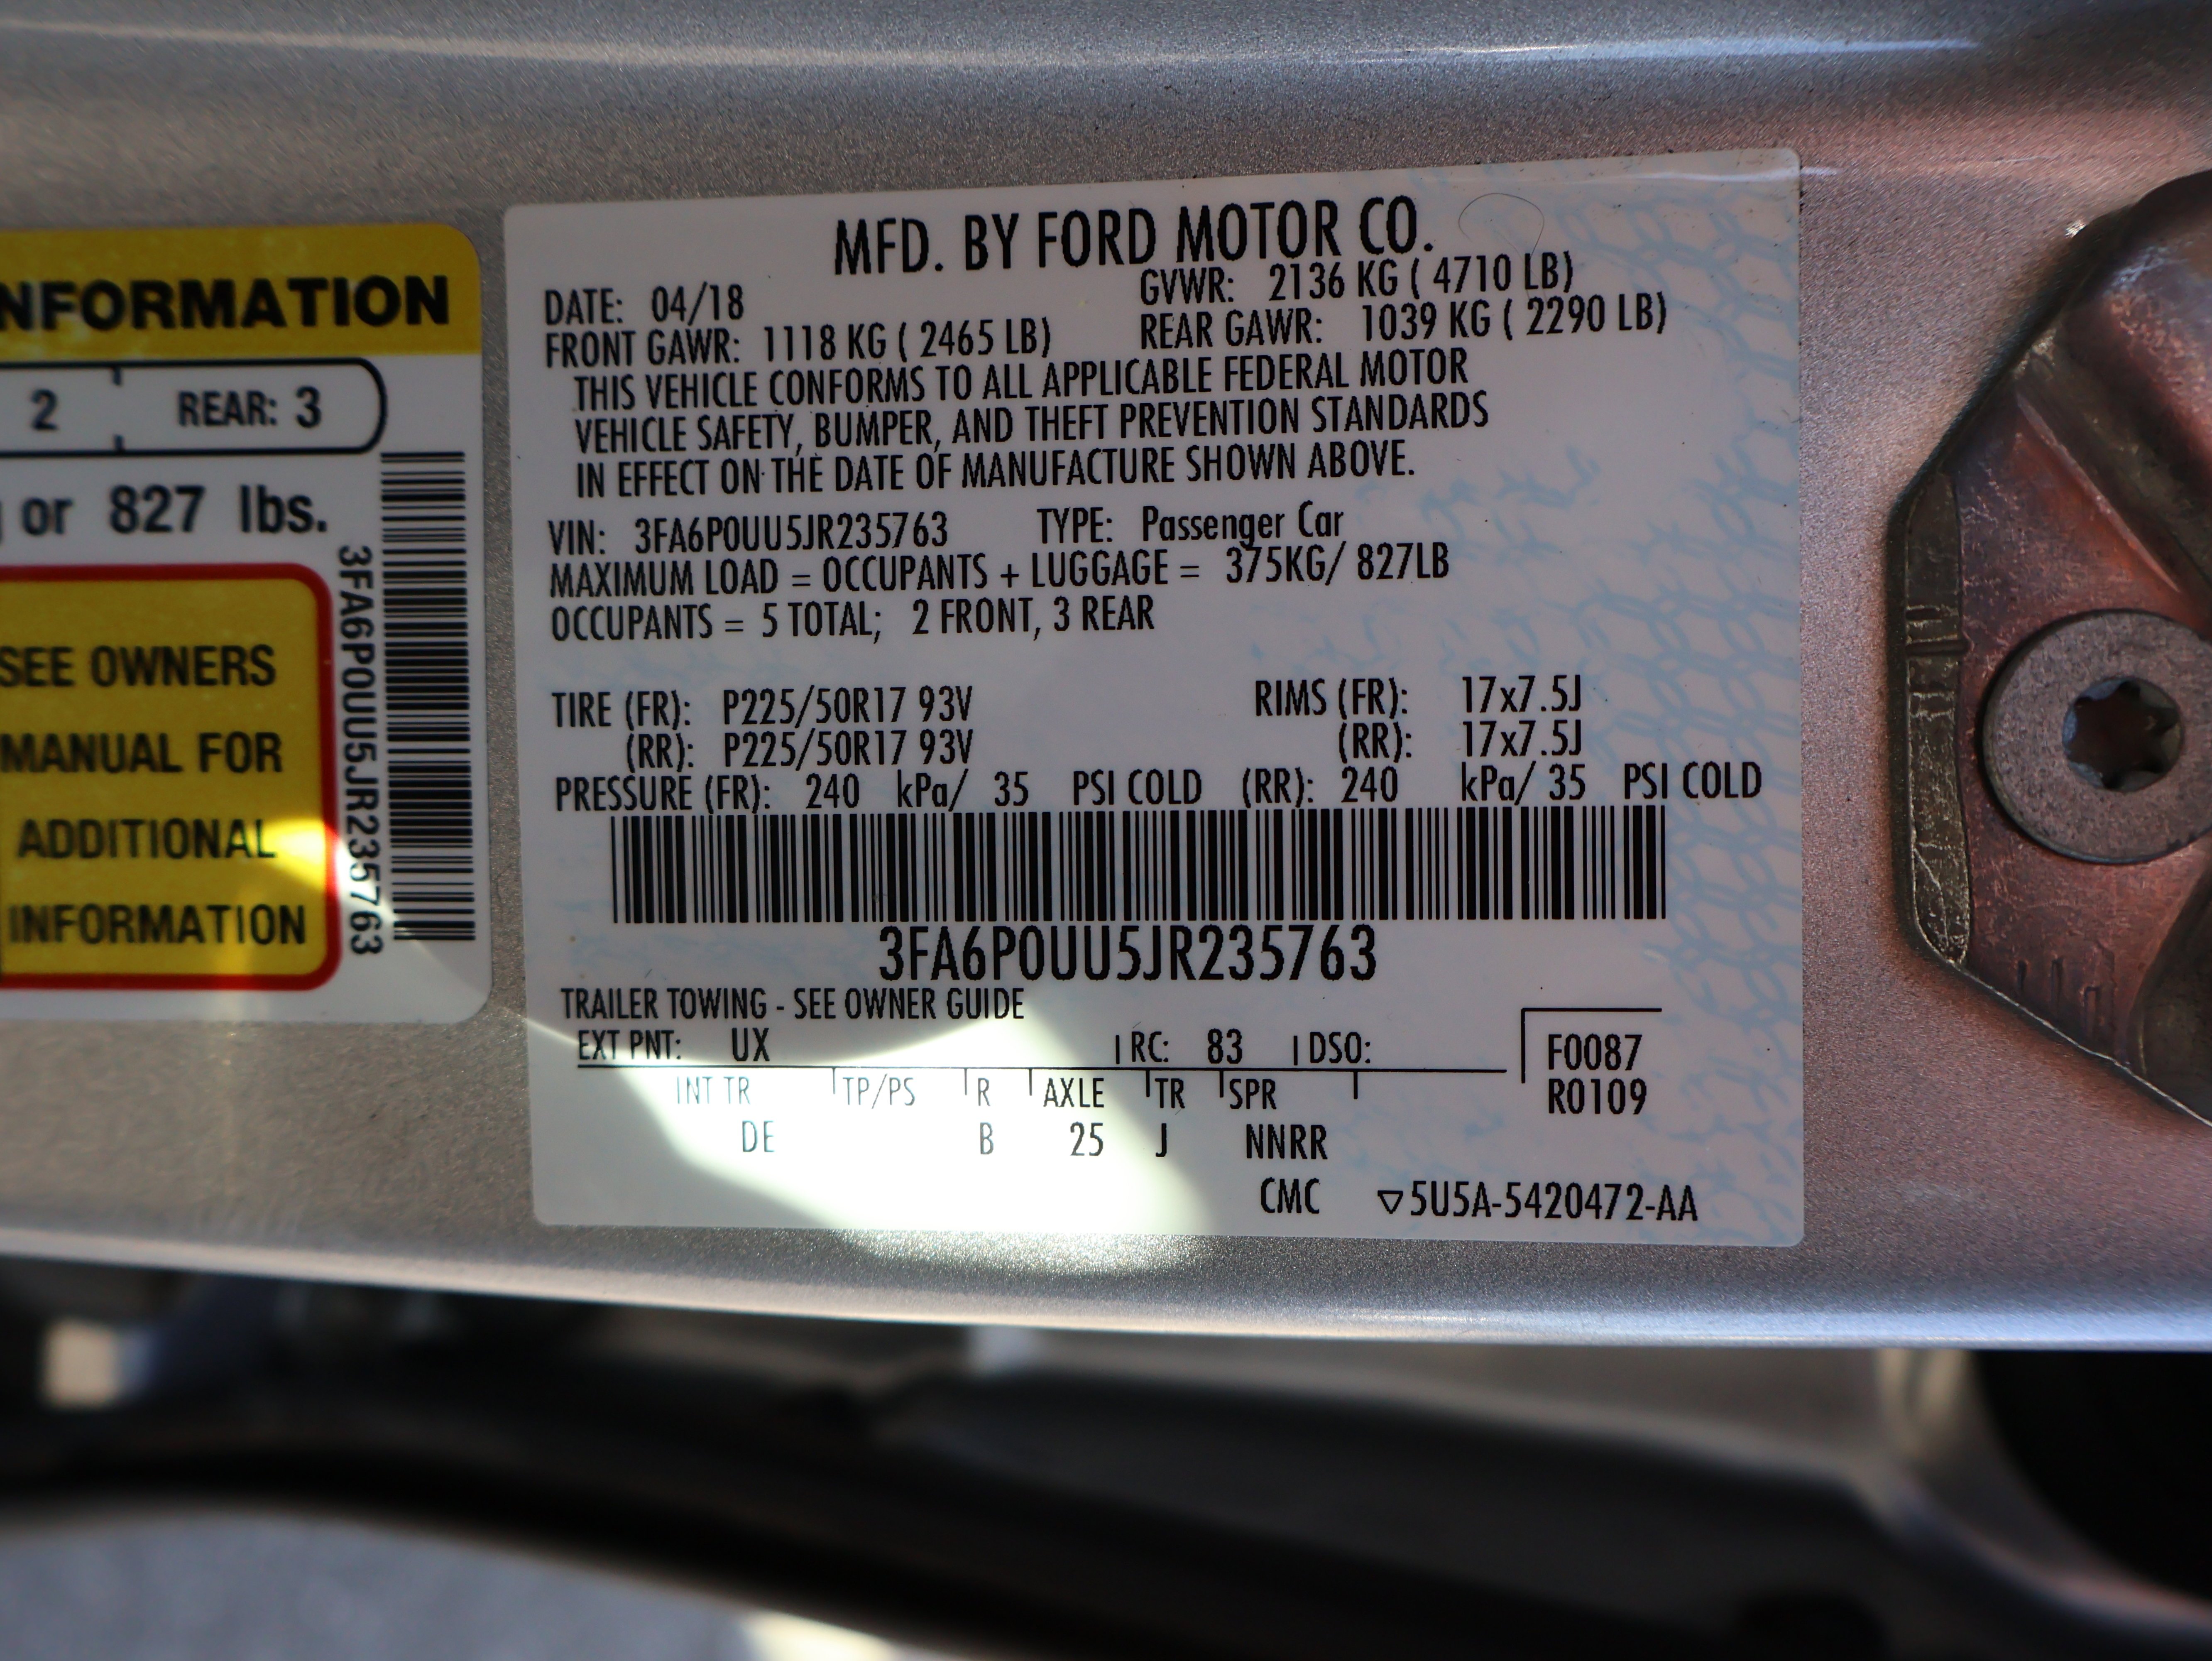 NFORMATION
2 REAR: 3
or 827 lbs.
SEE OWNERS
MANUAL FOR
ADDITIONAL
INFORMATION
3FA6P0UU5JR235763
MFD. BY FORD MOTOR CO.
DATE: 04/18 GVWR: 2136 KG ( 4710 LB)
FRONT GAWR: 1118 KG ( 2465 LB) REAR GAWR: 1039 KG ( 2290 LB)
THIS VEHICLE CONFORMS TO ALL APPLICABLE FEDERAL MOTOR
VEHICLE SAFETY, BUMPER, AND THEFT PREVENTION STANDARDS
IN EFFECT ON THE DATE OF MANUFACTURE SHOWN ABOVE.
VIN: 3FA6P0UU5JR235763 TYPE: Passenger Car
MAXIMUM LOAD = OCCUPANTS + LUGGAGE = 375KG/ 827LB
OCCUPANTS = 5 TOTAL; 2 FRONT, 3 REAR
TIRE (FR): P225/50R17 93V RIMS (FR): 17x7.5J
(RR): P225/50R17 93V (RR): 17x7.5J
PRESSURE (FR): 240 kPa/ 35 PSI COLD (RR): 240 kPa/ 35 PSI COLD
3FA6P0UU5JR235763
TRAILER TOWING - SEE OWNER GUIDE
EXT PNT: UX RC: 83 DSO: F0087
INT TR TP/PS R AXLE TR SPR R0109
DE B 25 J NNRR
CMC ▽5U5A-5420472-AA